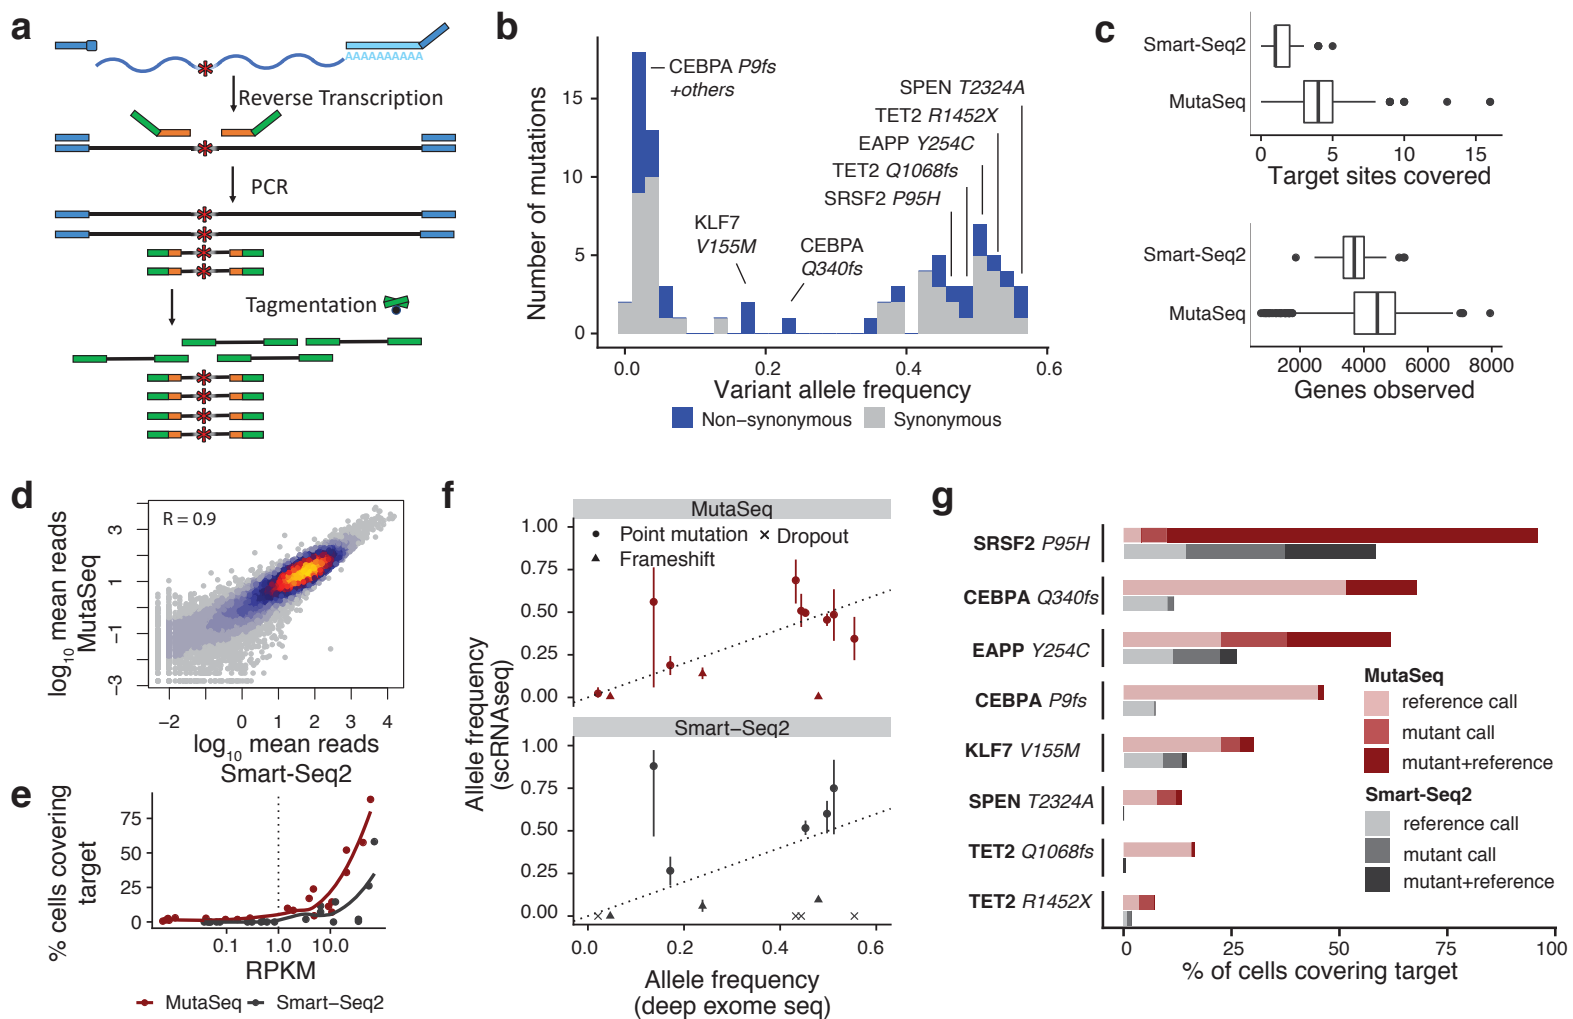 a
AAAAAAAAAA
Reverse Transcription
PCR
Tagmentation
b
Number of mutations
15
10
5
0
CEBPA P9fs
+others
KLF7
V155M
CEBPA
Q340fs
SPEN T2324A
TET2 R1452X
EAPP Y254C
TET2 Q1068fs
SRSF2 P95H
0.0
0.2
0.4
0.6
Variant allele frequency
Non−synonymous
Synonymous
c
Smart-Seq2
MutaSeq
0
5
10
15
Target sites covered
Smart-Seq2
MutaSeq
2000
4000
6000
8000
Genes observed
d
log10 mean reads
MutaSeq
R = 0.9
3
1
−1
−3
−2
0
1
2
3
4
log10 mean reads
Smart-Seq2
e
% cells covering
target
75
50
25
0
0.1
1.0
10.0
RPKM
MutaSeq
Smart−Seq2
f
Allele frequency
(scRNAseq)
MutaSeq
1.00
0.75
0.50
0.25
0.00
Point mutation
Dropout
Frameshift
Smart−Seq2
1.00
0.75
0.50
0.25
0.00
0.0
0.2
0.4
0.6
Allele frequency
(deep exome seq)
g
SRSF2 P95H
CEBPA Q340fs
EAPP Y254C
CEBPA P9fs
KLF7 V155M
SPEN T2324A
TET2 Q1068fs
TET2 R1452X
MutaSeq
reference call
mutant call
mutant+reference
Smart-Seq2
reference call
mutant call
mutant+reference
0
25
50
75
100
% of cells covering target